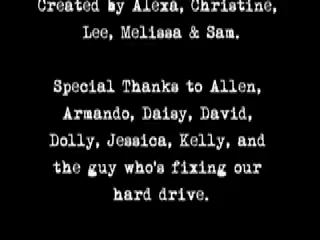 Created by Alexa, Christine,
Lee, Melissa & Sam.
Special Thanks to Allen,
Armando, Daisy, David,
Dolly, Jessica, Kelly, and
the guy who's fixing our
hard drive.